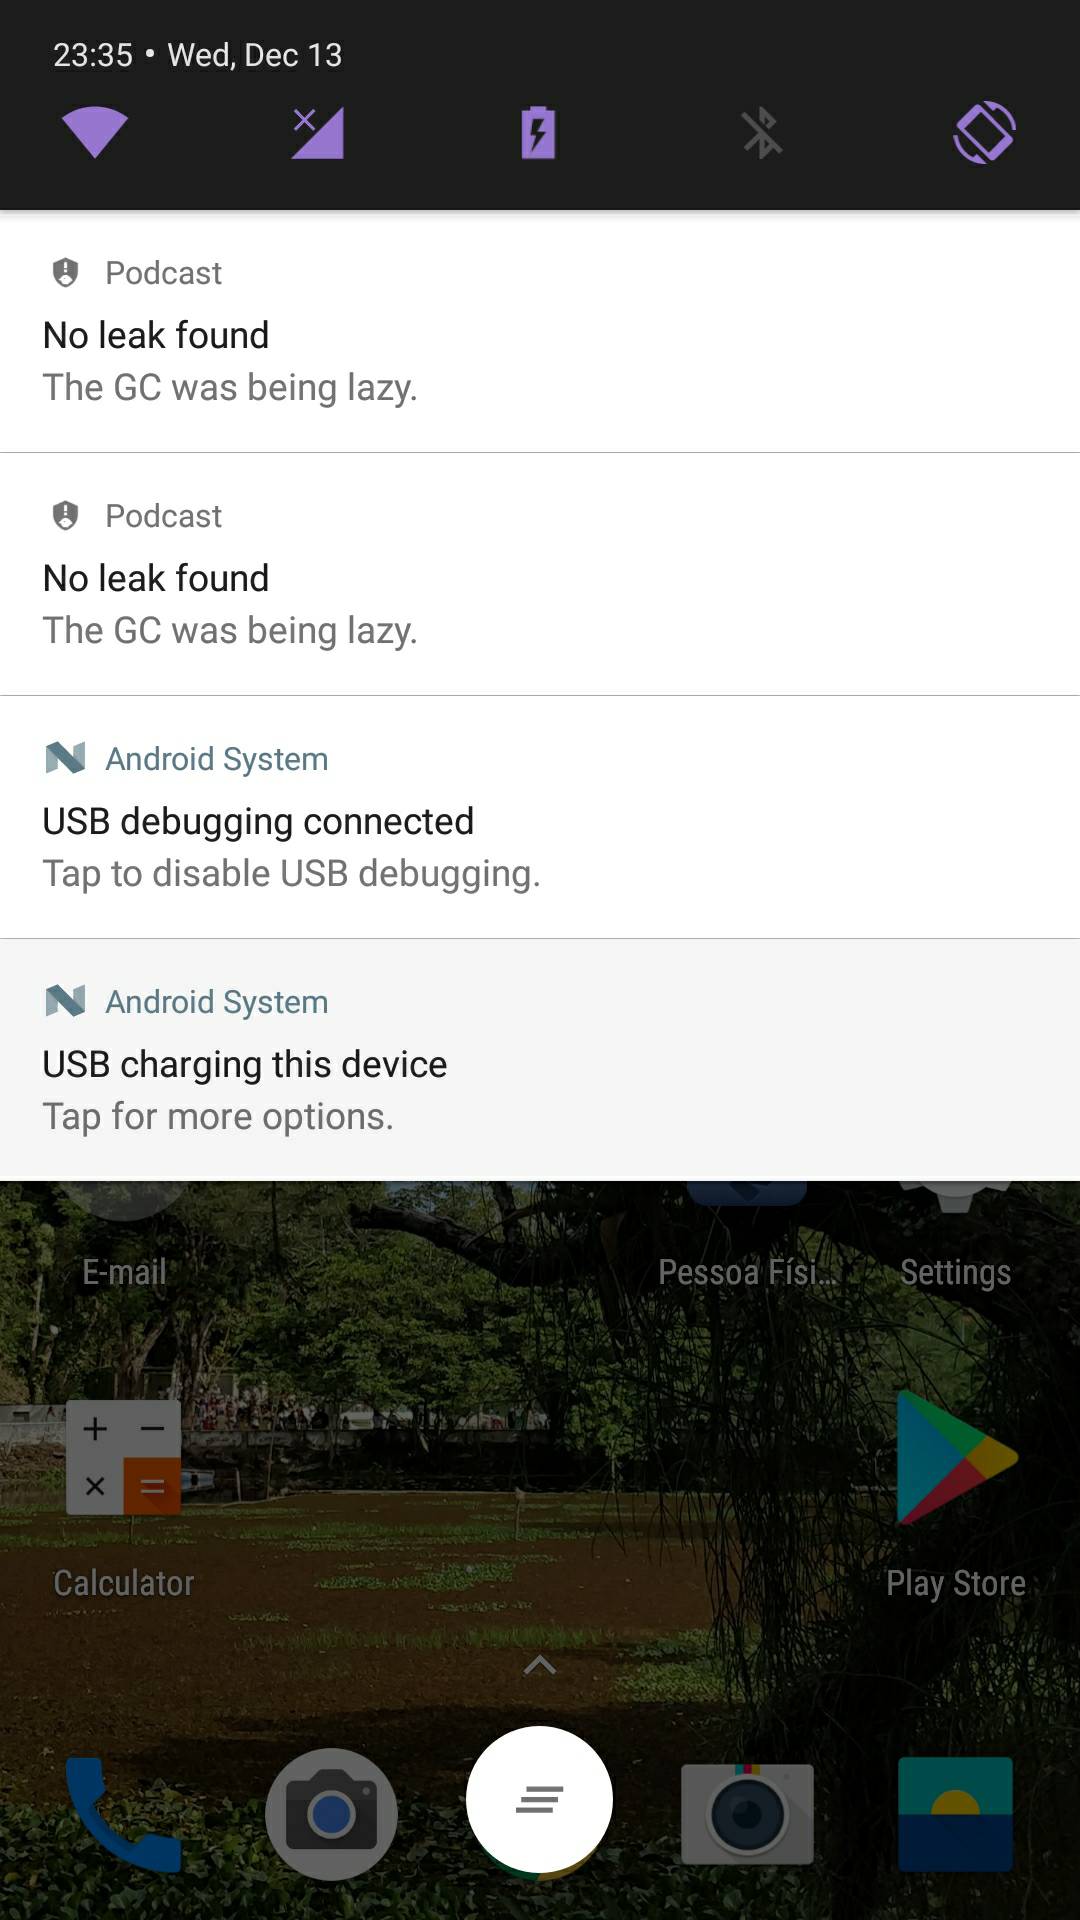 23:35 • Wed, Dec 13
Podcast
No leak found
The GC was being lazy.
Podcast
No leak found
The GC was being lazy.
Android System
USB debugging connected
Tap to disable USB debugging.
Android System
USB charging this device
Tap for more options.
E-mail
Pessoa Físi...
Settings
Calculator
Play Store